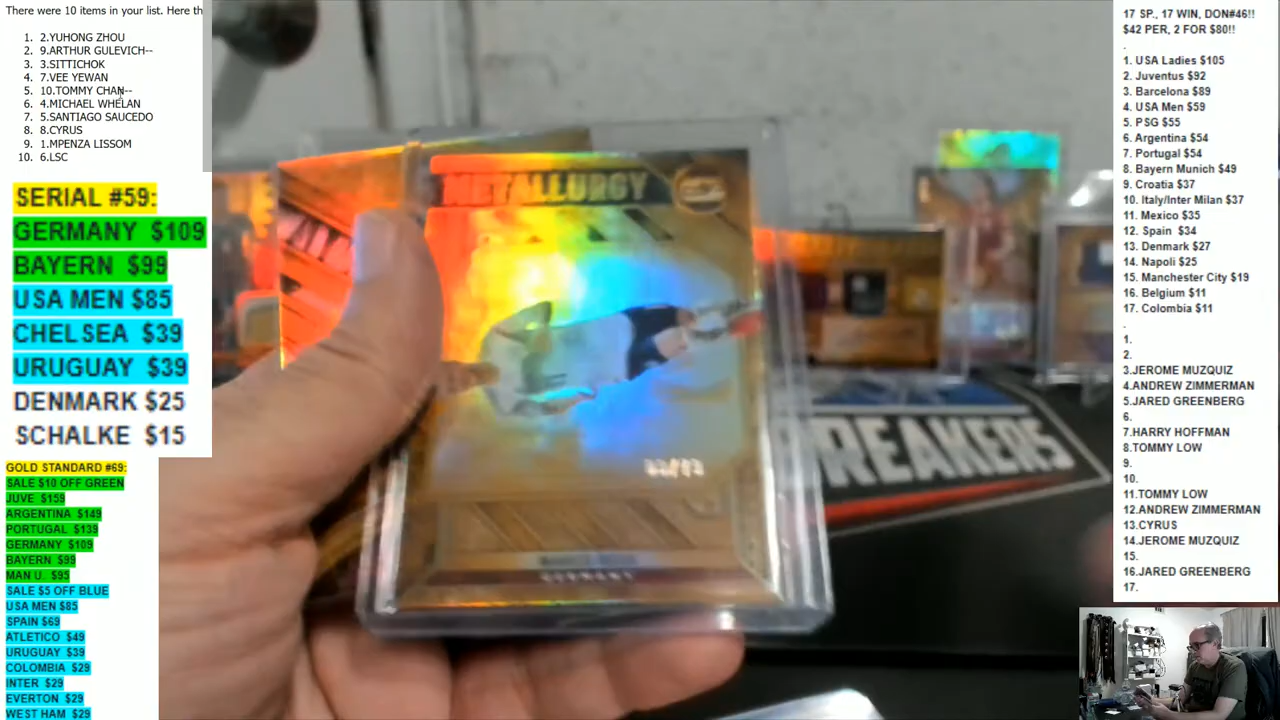 There were 10 items in your list. Here th
1. 2.YUHONG ZHOU
2. 9.ARTHUR GULEVICH--
3. 3.SITTICHOK
4. 7.VEE YEWAN
5. 10.TOMMY CHAN--
6. 4.MICHAEL WHELAN
7. 5.SANTIAGO SAUCEDO
8. 8.CYRUS
9. 1.MPENZA LISSOM
10. 6.LSC
SERIAL #59:
GERMANY $109
BAYERN $99
USA MEN $85
CHELSEA $39
URUGUAY $39
DENMARK $25
SCHALKE $15
GOLD STANDARD #69:
SALE $10 OFF GREEN
JUVE $159
ARGENTINA $149
PORTUGAL $139
GERMANY $109
BAYERN $99
MAN U. $95
SALE $5 OFF BLUE
USA MEN $85
SPAIN $69
ATLETICO $49
URUGUAY $39
COLOMBIA $29
INTER $29
EVERTON $29
WEST HAM $29
METALLURGY
GERMANY
BREAKERS
17 SP., 17 WIN, DON#46!!
$42 PER, 2 FOR $80!!
.
1. USA Ladies $105
2. Juventus $92
3. Barcelona $89
4. USA Men $59
5. PSG $55
6. Argentina $54
7. Portugal $54
8. Bayern Munich $49
9. Croatia $37
10. Italy/Inter Milan $37
11. Mexico $35
12. Spain $34
13. Denmark $27
14. Napoli $25
15. Manchester City $19
16. Belgium $11
17. Colombia $11
.
1.
2.
3.JEROME MUZQUIZ
4.ANDREW ZIMMERMAN
5.JARED GREENBERG
6.
7.HARRY HOFFMAN
8.TOMMY LOW
9.
10.
11.TOMMY LOW
12.ANDREW ZIMMERMAN
13.CYRUS
14.JEROME MUZQUIZ
15.
16.JARED GREENBERG
17.